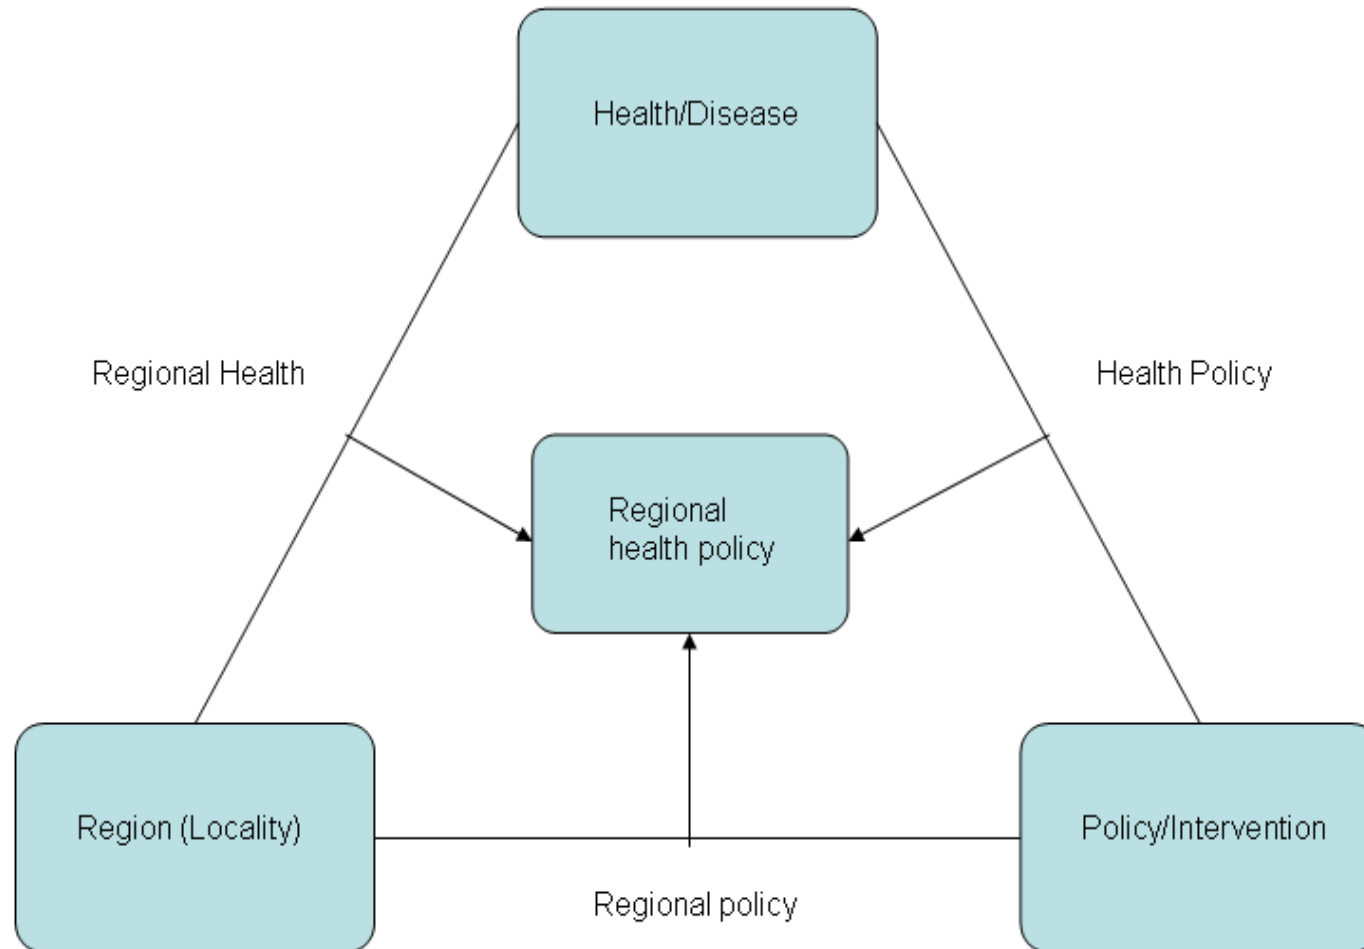 Health/Disease
Regional Health
Health Policy
Regional
health policy
Region (Locality)
Policy/Intervention
Regional policy